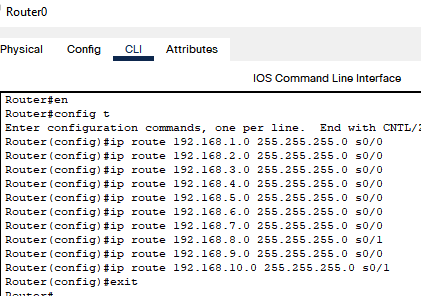 Router0
Physical Config CLI Attributes
IOS Command Line Interface
Router#en
Router#config t
Enter configuration commands, one per line.  End with CNTL/
Router(config)#ip route 192.168.1.0 255.255.255.0 s0/0
Router(config)#ip route 192.168.2.0 255.255.255.0 s0/0
Router(config)#ip route 192.168.3.0 255.255.255.0 s0/0
Router(config)#ip route 192.168.4.0 255.255.255.0 s0/0
Router(config)#ip route 192.168.5.0 255.255.255.0 s0/0
Router(config)#ip route 192.168.6.0 255.255.255.0 s0/0
Router(config)#ip route 192.168.7.0 255.255.255.0 s0/0
Router(config)#ip route 192.168.8.0 255.255.255.0 s0/1
Router(config)#ip route 192.168.9.0 255.255.255.0 s0/0
Router(config)#ip route 192.168.10.0 255.255.255.0 s0/1
Router(config)#exit
Router#